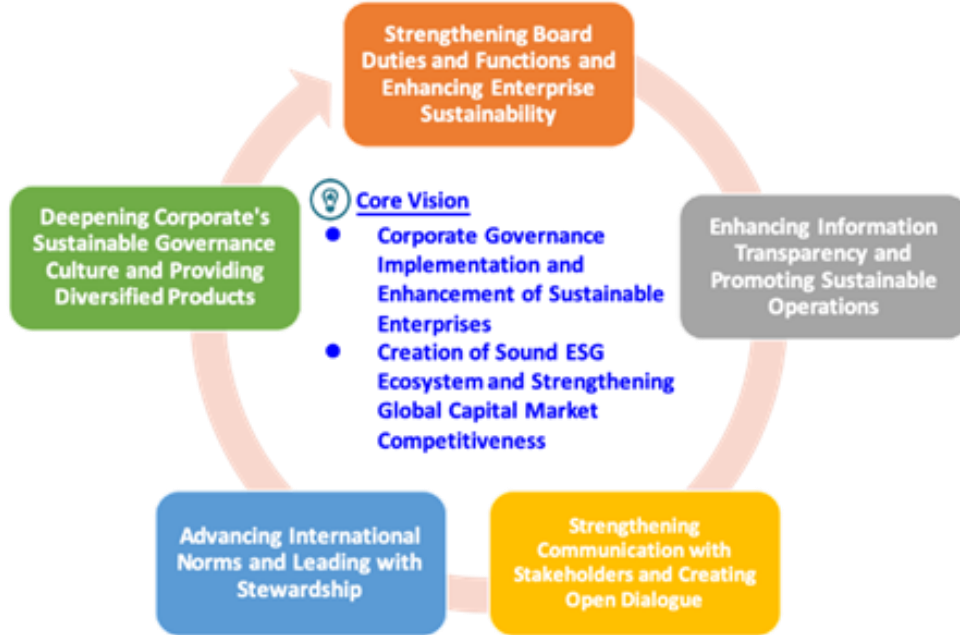 Strengthening Board
Duties and Functions and
Enhancing Enterprise
Sustainability
Enhancing Information
Transparency and
Promoting Sustainable
Operations
Strengthening
Communication with
Stakeholders and Creating
Open Dialogue
Advancing International
Norms and Leading with
Stewardship
Deepening Corporate's
Sustainable Governance
Culture and Providing
Diversified Products
Core Vision
● Corporate Governance
Implementation and
Enhancement of Sustainable
Enterprises
● Creation of Sound ESG
Ecosystem and Strengthening
Global Capital Market
Competitiveness